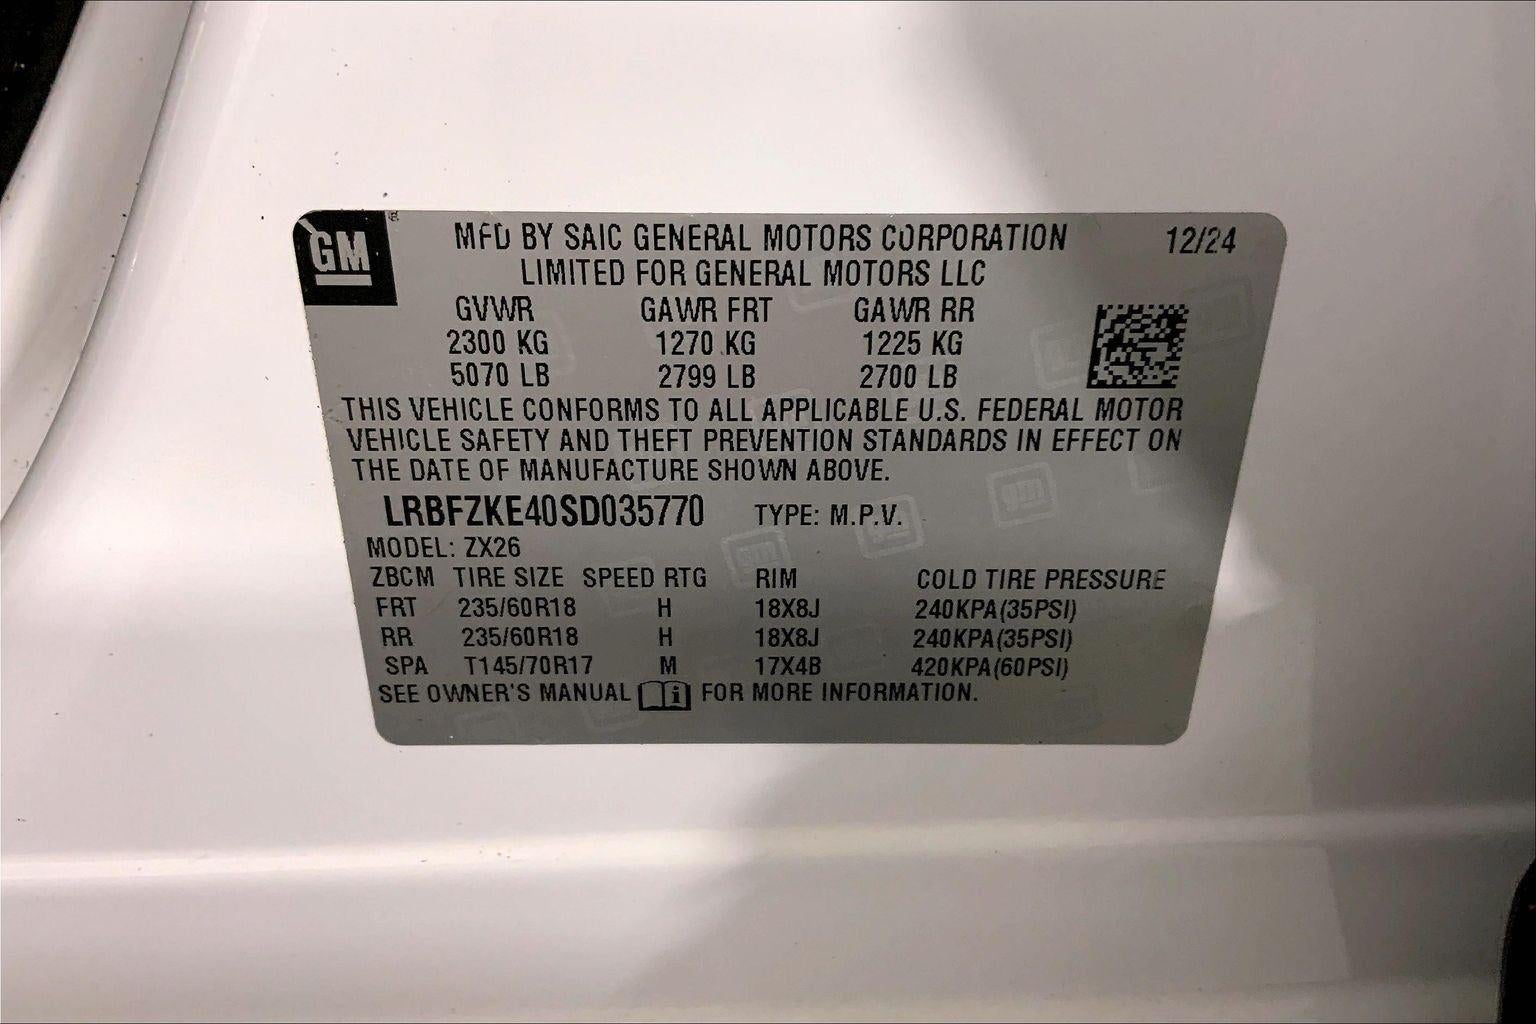 GM ®
MFD BY SAIC GENERAL MOTORS CORPORATION 12/24
LIMITED FOR GENERAL MOTORS LLC
GVWR GAWR FRT GAWR RR
2300 KG 1270 KG 1225 KG
5070 LB 2799 LB 2700 LB
THIS VEHICLE CONFORMS TO ALL APPLICABLE U.S. FEDERAL MOTOR
VEHICLE SAFETY AND THEFT PREVENTION STANDARDS IN EFFECT ON
THE DATE OF MANUFACTURE SHOWN ABOVE.
LRBFZKE40SD035770 TYPE: M.P.V.
MODEL: ZX26
ZBCM TIRE SIZE SPEED RTG RIM COLD TIRE PRESSURE
FRT 235/60R18 H 18X8J 240KPA(35PSI)
RR 235/60R18 H 18X8J 240KPA(35PSI)
SPA T145/70R17 M 17X4B 420KPA(60PSI)
SEE OWNER'S MANUAL i FOR MORE INFORMATION.